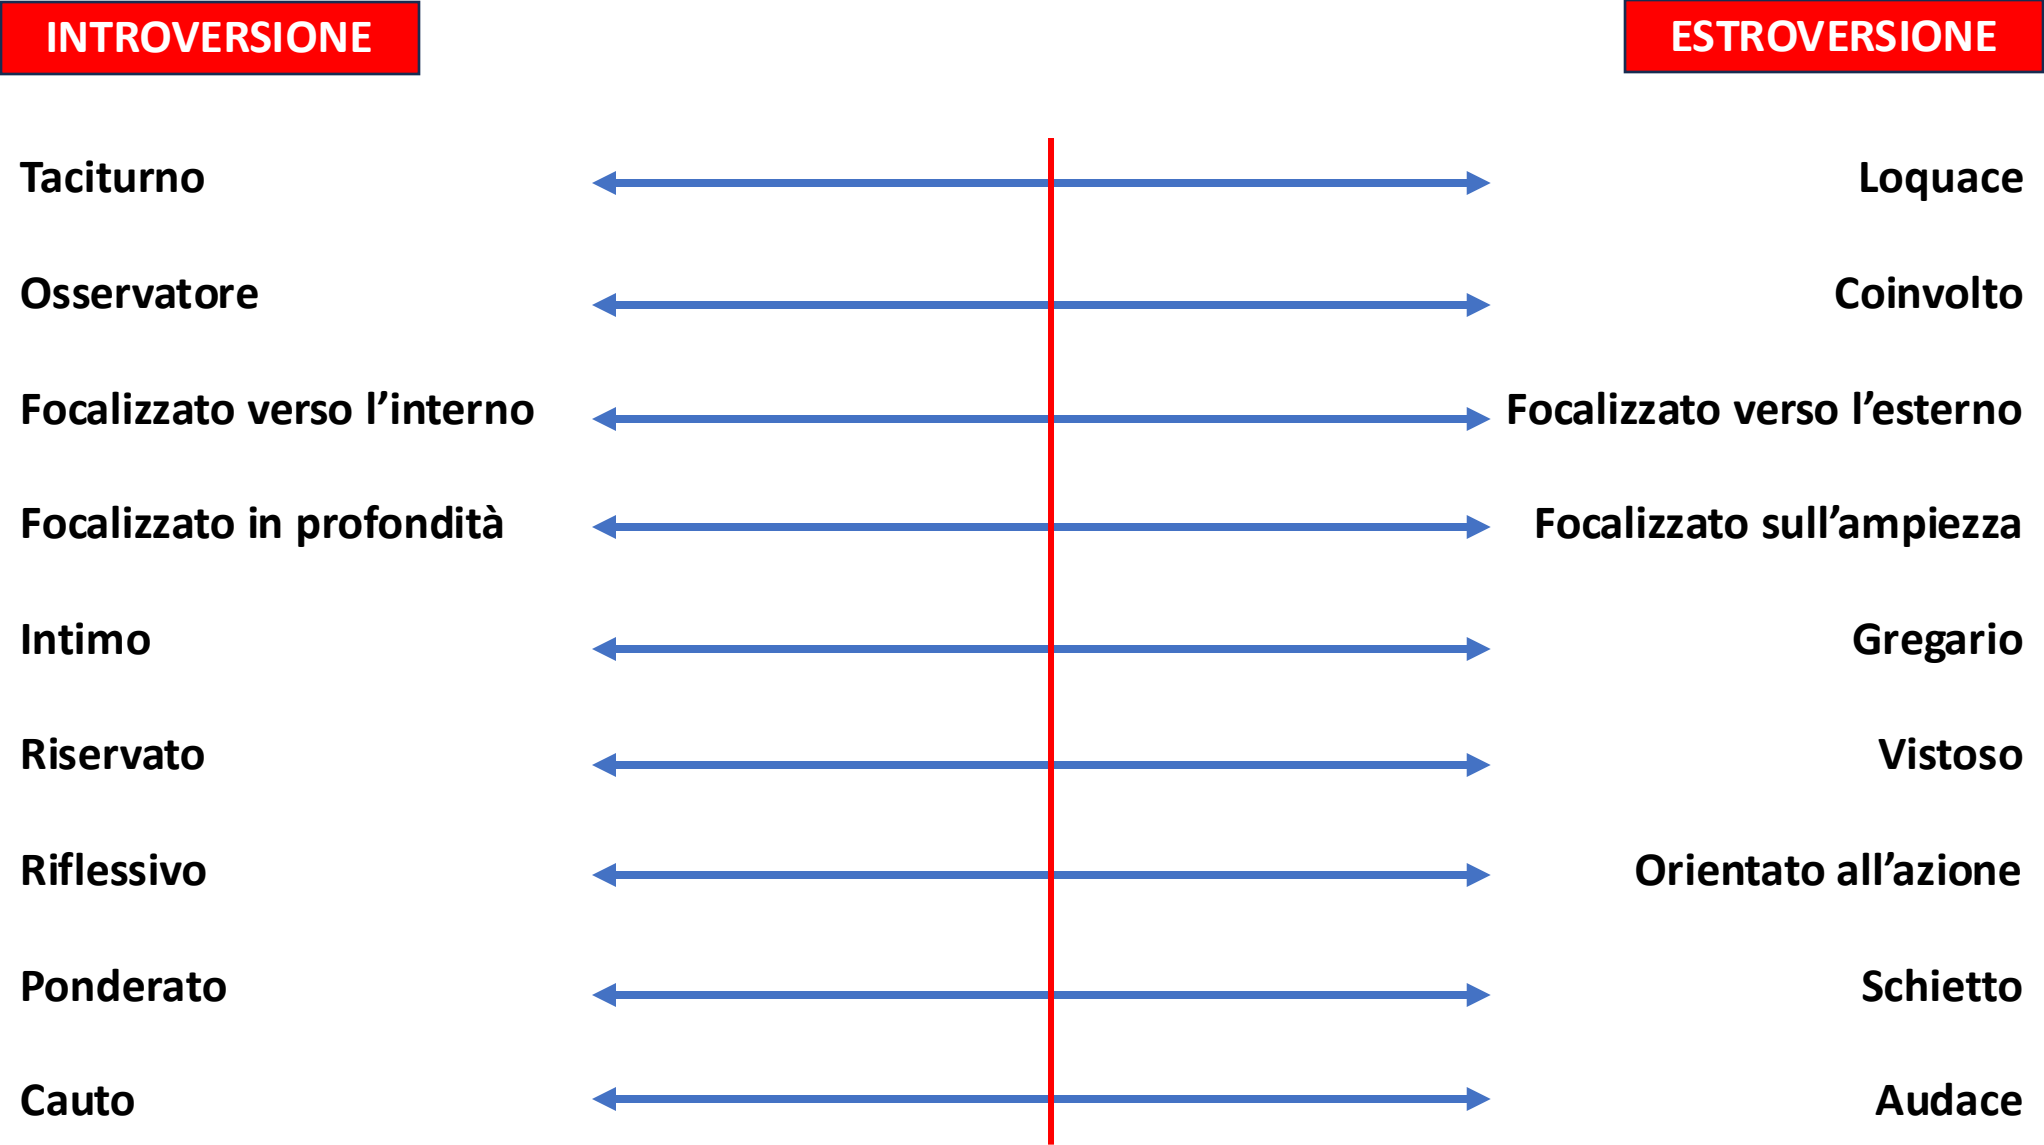 INTROVERSIONE ESTROVERSIONE
Taciturno Loquace
Osservatore Coinvolto
Focalizzato verso l’interno Focalizzato verso l’esterno
Focalizzato in profondità Focalizzato sull’ampiezza
Intimo Gregario
Riservato Vistoso
Riflessivo Orientato all’azione
Ponderato Schietto
Cauto Audace